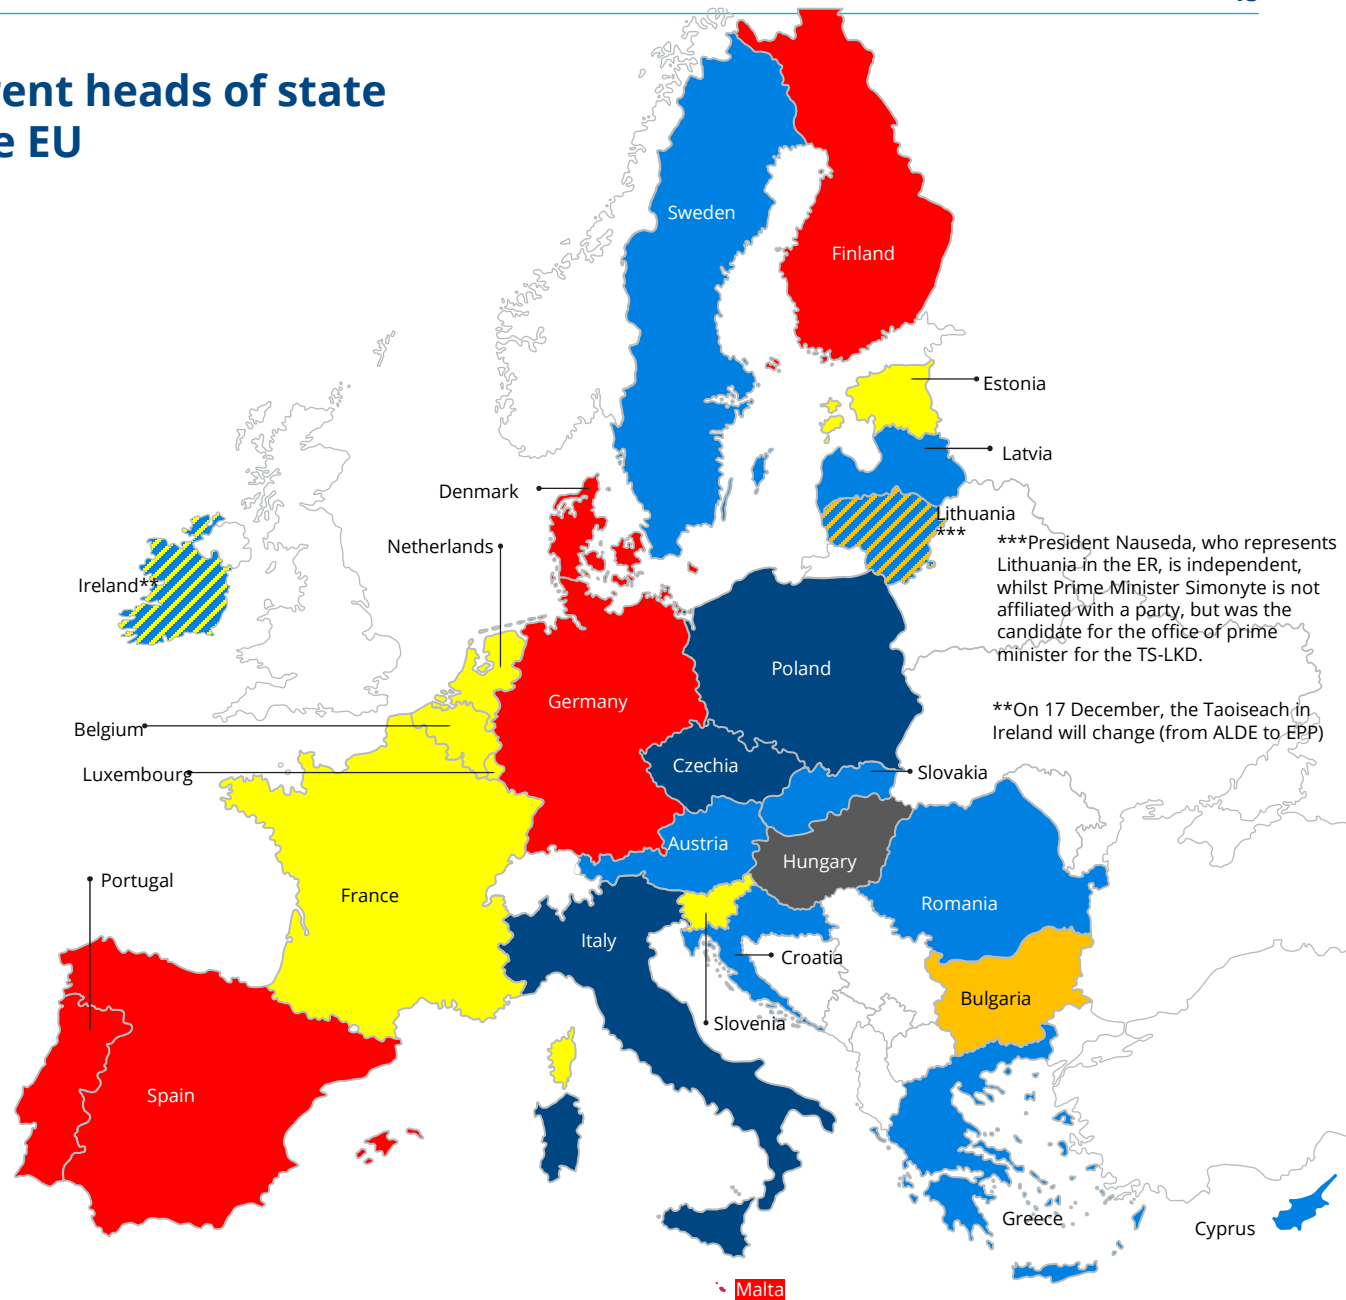 heads of state
EU
Sweden
Finland
Estonia
Latvia
Denmark
Lithuania
***
Netherlands
***President Nauseda, who represents
Lithuania in the ER, is independent,
whilst Prime Minister Simonyte is not
affiliated with a party, but was the
candidate for the office of prime
minister for the TS-LKD.
Ireland**
Poland
Germany
**On 17 December, the Taoiseach in
Ireland will change (from ALDE to EPP)
Belgium
Luxembourg
Czechia
Slovakia
Austria
Hungary
Portugal
France
Romania
Italy
Croatia
Bulgaria
Slovenia
Spain
Greece
Cyprus
Malta